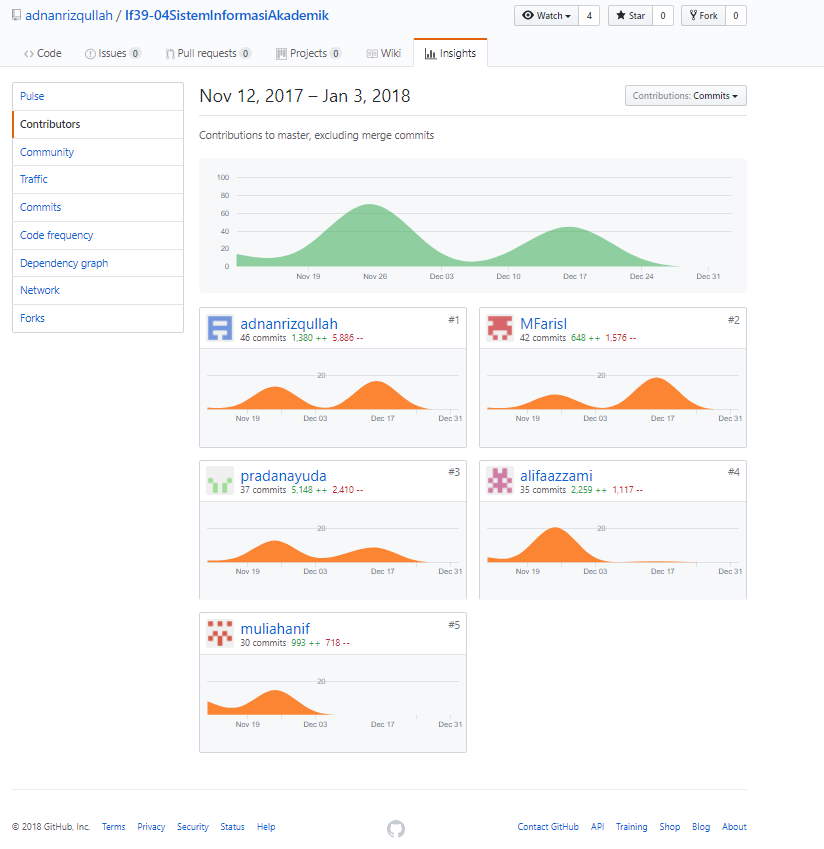 adnanrizqullah / If39-04SistemInformasiAkademik
Watch 4 Star 0 Fork 0
Code Issues 0 Pull requests 0 Projects 0 Wiki Insights
Pulse
Contributors
Community
Traffic
Commits
Code frequency
Dependency graph
Network
Forks
Nov 12, 2017 – Jan 3, 2018
Contributions: Commits
Contributions to master, excluding merge commits
100
80
60
40
20
0
Nov 19 Nov 26 Dec 03 Dec 10 Dec 17 Dec 24 Dec 31
adnanrizqullah #1
46 commits 1,380 ++ 5,886 --
20
Nov 19 Dec 03 Dec 17 Dec 31
MFarisI #2
42 commits 648 ++ 1,576 --
20
Nov 19 Dec 03 Dec 17 Dec 31
pradanayuda #3
37 commits 5,148 ++ 2,410 --
20
Nov 19 Dec 03 Dec 17 Dec 31
alifaazzami #4
35 commits 2,259 ++ 1,117 --
20
Nov 19 Dec 03 Dec 17 Dec 31
muliahanif #5
30 commits 993 ++ 718 --
20
Nov 19 Dec 03 Dec 17 Dec 31
© 2018 GitHub, Inc. Terms Privacy Security Status Help
Contact GitHub API Training Shop Blog About